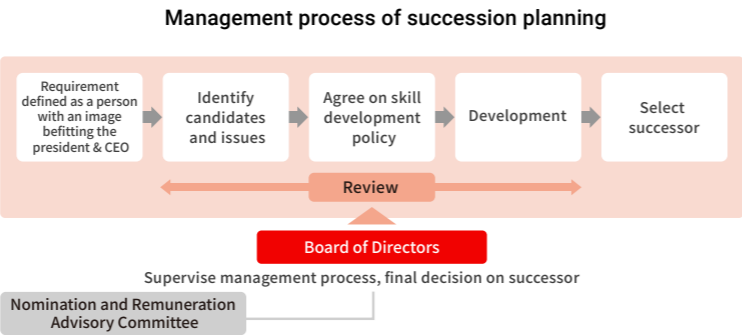 Management process of succession planning
Requirement
defined as a person
with an image
befitting the
president & CEO
Identify
candidates
and issues
Agree on skill
development
policy
Development
Select
successor
Review
Board of Directors
Supervise management process, final decision on successor
Nomination and Remuneration
Advisory Committee